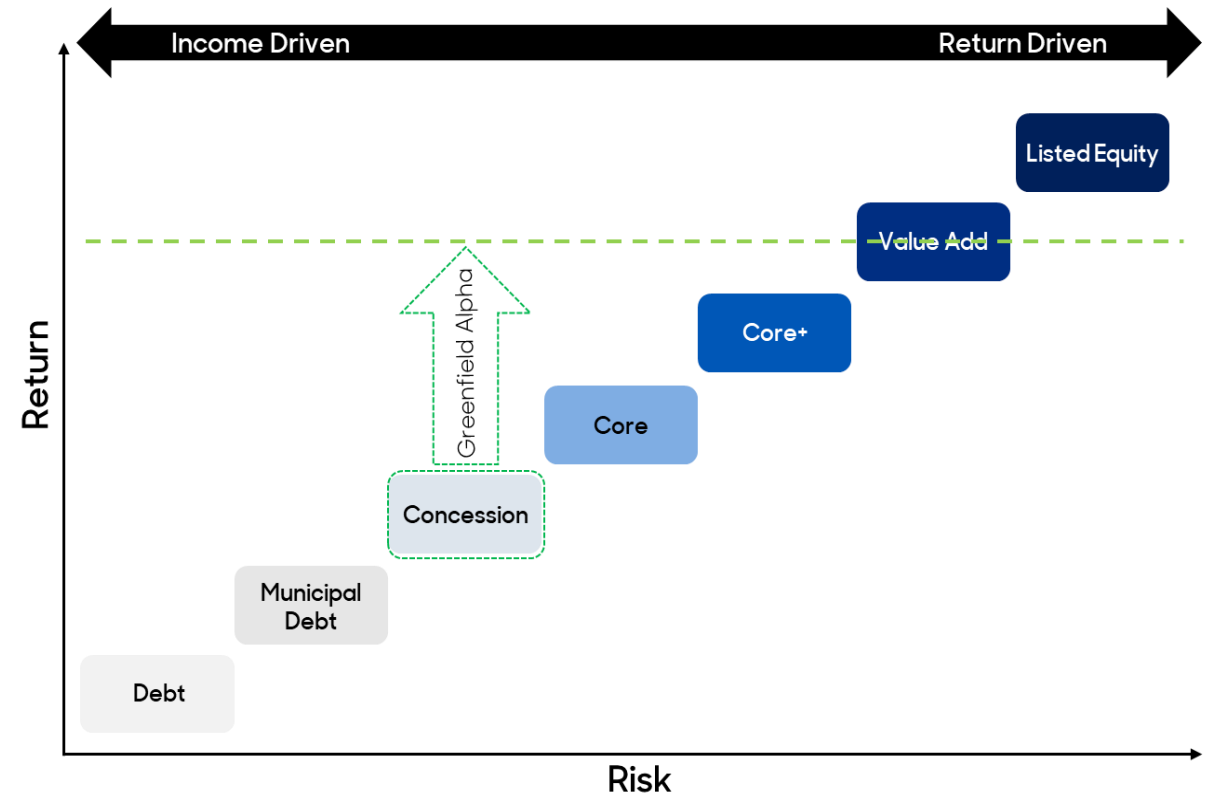 Income Driven
Return Driven
Listed Equity
Value Add
Core+
Greenfield Alpha
Return
Core
Concession
Municipal
Debt
Debt
Risk